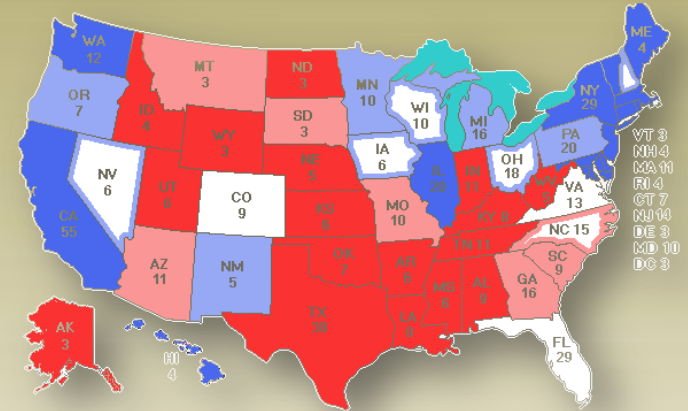 WA
12
OR
7
CA
55
NV
6
ID
4
MT
3
WY
3
UT
6
AZ
11
CO
9
NM
5
ND
3
SD
3
NE
5
KS
6
OK
7
TX
38
MN
10
IA
6
MO
10
AR
6
LA
8
WI
10
IL
20
MI
16
IN
11
OH
18
KY 8
TN 11
MS
6
AL
9
GA
16
FL
29
SC
9
NC 15
VA
13
WV
5
PA
20
NY
29
ME
4
VT 3
NH 4
MA 11
RI 4
CT 7
NJ 14
DE 3
MD 10
DC 3
AK
3
HI
4